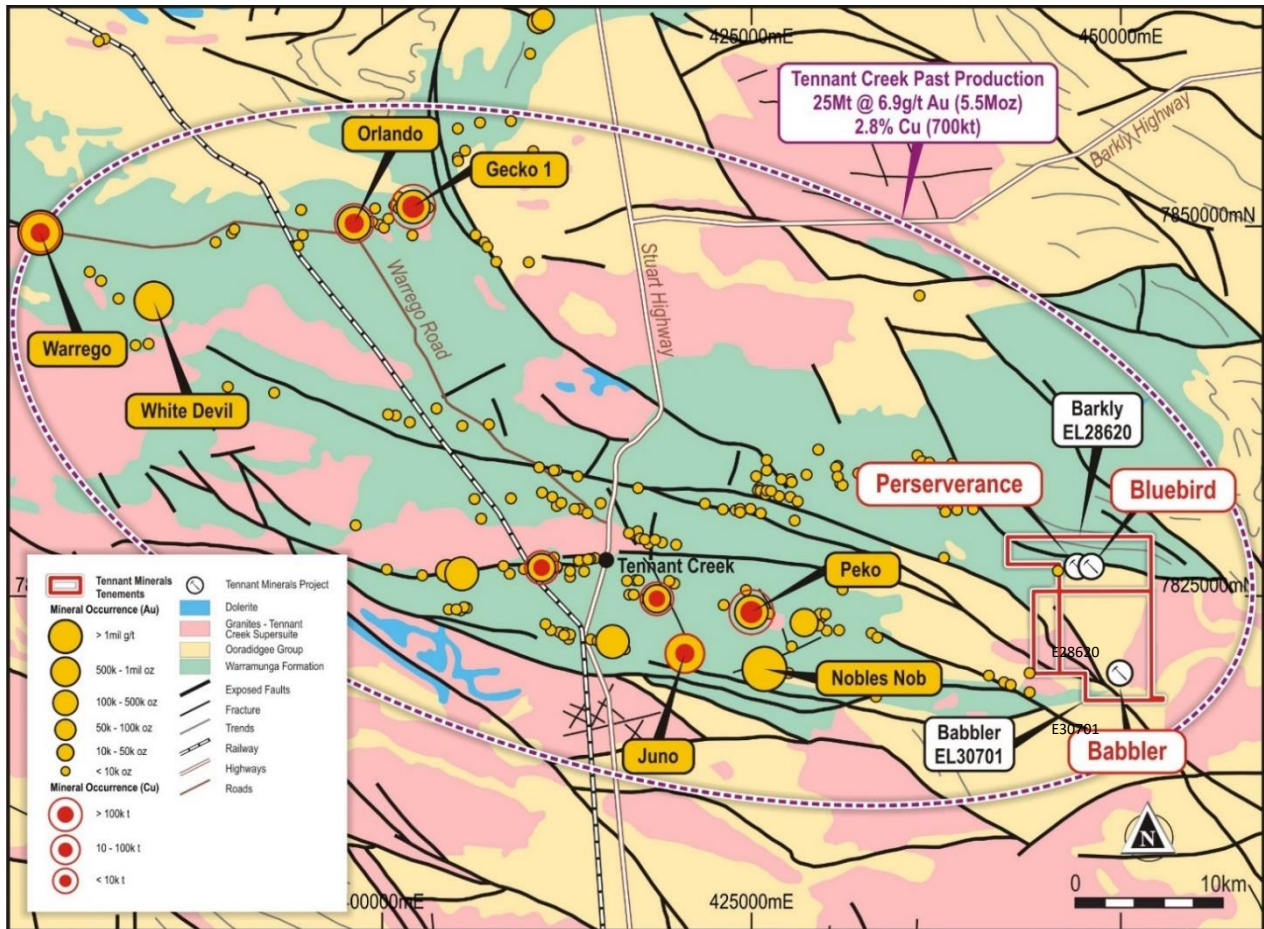 425000mE
450000mE
Tennant Creek Past Production
25Mt @ 6.9g/t Au (5.5Moz)
2.8% Cu (700kt)
Barkly Highway
Orlando
Gecko 1
7850000mN
Warrego Road
Stuart Highway
Warrego
White Devil
Barkly
EL28620
Perserverance
Bluebird
Tennant Creek
Peko
7825000mN
E28620
Nobles Nob
Juno
Babbler
EL30701
E30701
Babbler
Tennant Minerals
Tenements
Mineral Occurrence (Au)
> 1mil g/t
500k - 1mil oz
100k - 500k oz
50k - 100k oz
10k - 50k oz
< 10k oz
Mineral Occurrence (Cu)
> 100k t
10 - 100k t
< 10k t
Tennant Minerals Project
Dolerite
Granites - Tennant
Creek Supersuite
Ooradidgee Group
Warramunga Formation
Exposed Faults
Fracture
Trends
Railway
Highways
Roads
425000mE
N
0 10km